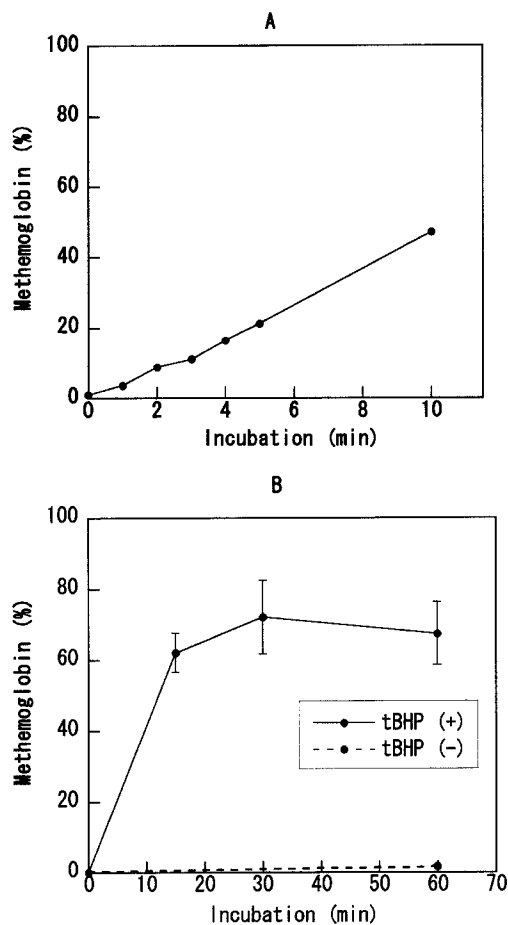 A
100
80
60
40
20
0
Methemoglobin (%)
0 2 4 6 8 10
Incubation (min)
B
100
80
60
40
20
0
Methemoglobin (%)
tBHP (+)
tBHP (-)
0 10 20 30 40 50 60 70
Incubation (min)